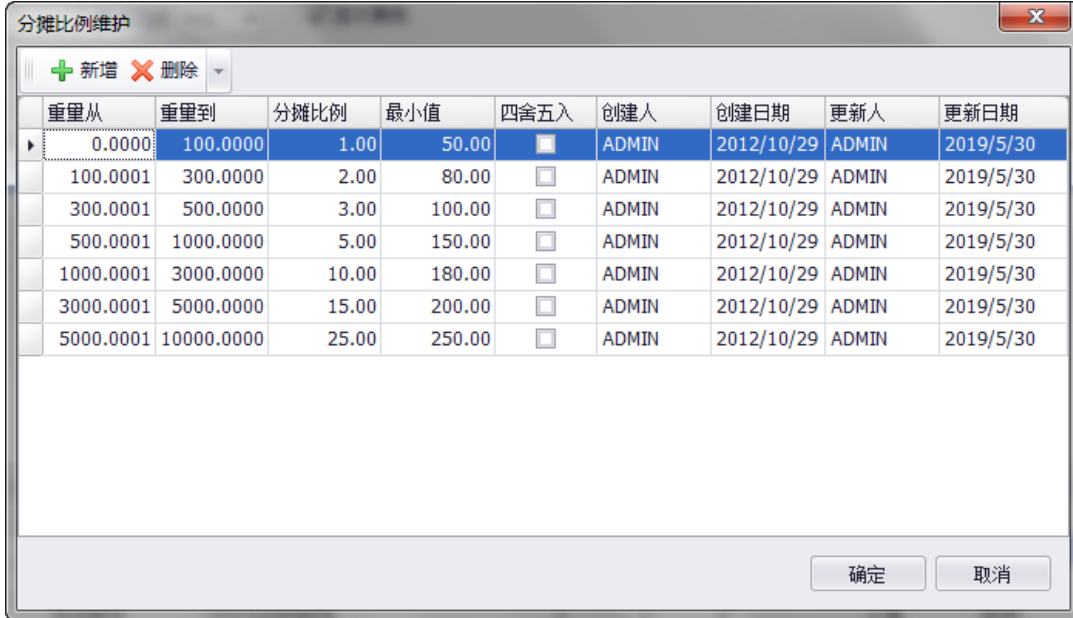 分摊比例维护
新增 删除
重量从 重量到 分摊比例 最小值 四舍五入 创建人 创建日期 更新人 更新日期
0.0000 100.0000 1.00 50.00 ADMIN 2012/10/29 ADMIN 2019/5/30
100.0001 300.0000 2.00 80.00 ADMIN 2012/10/29 ADMIN 2019/5/30
300.0001 500.0000 3.00 100.00 ADMIN 2012/10/29 ADMIN 2019/5/30
500.0001 1000.0000 5.00 150.00 ADMIN 2012/10/29 ADMIN 2019/5/30
1000.0001 3000.0000 10.00 180.00 ADMIN 2012/10/29 ADMIN 2019/5/30
3000.0001 5000.0000 15.00 200.00 ADMIN 2012/10/29 ADMIN 2019/5/30
5000.0001 10000.0000 25.00 250.00 ADMIN 2012/10/29 ADMIN 2019/5/30
确定 取消